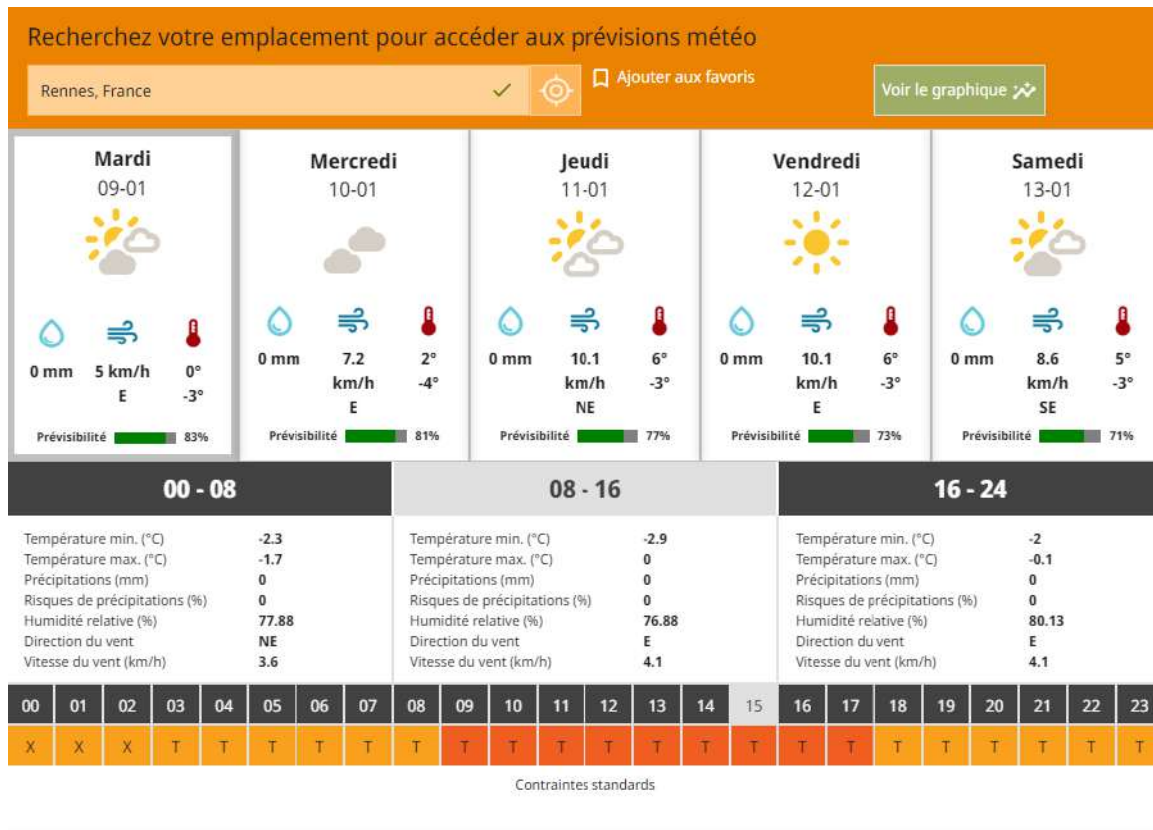 Recherchez votre emplacement pour accéder aux prévisions météo
Rennes, France
Ajouter aux favoris
Voir le graphique
Mardi
09-01
0 mm 5 km/h 0°
E -3°
Prévisibilité 83%
Mercredi
10-01
0 mm 7.2 2°
km/h -4°
E
Prévisibilité 81%
Jeudi
11-01
0 mm 10.1 6°
km/h -3°
NE
Prévisibilité 77%
Vendredi
12-01
0 mm 10.1 6°
km/h -3°
E
Prévisibilité 73%
Samedi
13-01
0 mm 8.6 5°
km/h -3°
SE
Prévisibilité 71%
00 - 08
Température min. (°C) -2.3
Température max. (°C) -1.7
Précipitations (mm) 0
Risques de précipitations (%) 0
Humidité relative (%) 77.88
Direction du vent NE
Vitesse du vent (km/h) 3.6
08 - 16
Température min. (°C) -2.9
Température max. (°C) 0
Précipitations (mm) 0
Risques de précipitations (%) 0
Humidité relative (%) 76.88
Direction du vent E
Vitesse du vent (km/h) 4.1
16 - 24
Température min. (°C) -2
Température max. (°C) -0.1
Précipitations (mm) 0
Risques de précipitations (%) 0
Humidité relative (%) 80.13
Direction du vent E
Vitesse du vent (km/h) 4.1
00 01 02 03 04 05 06 07 08 09 10 11 12 13 14 15 16 17 18 19 20 21 22 23
X X X T T T T T T T T T T T T T T T T T T T T T
Contraintes standards